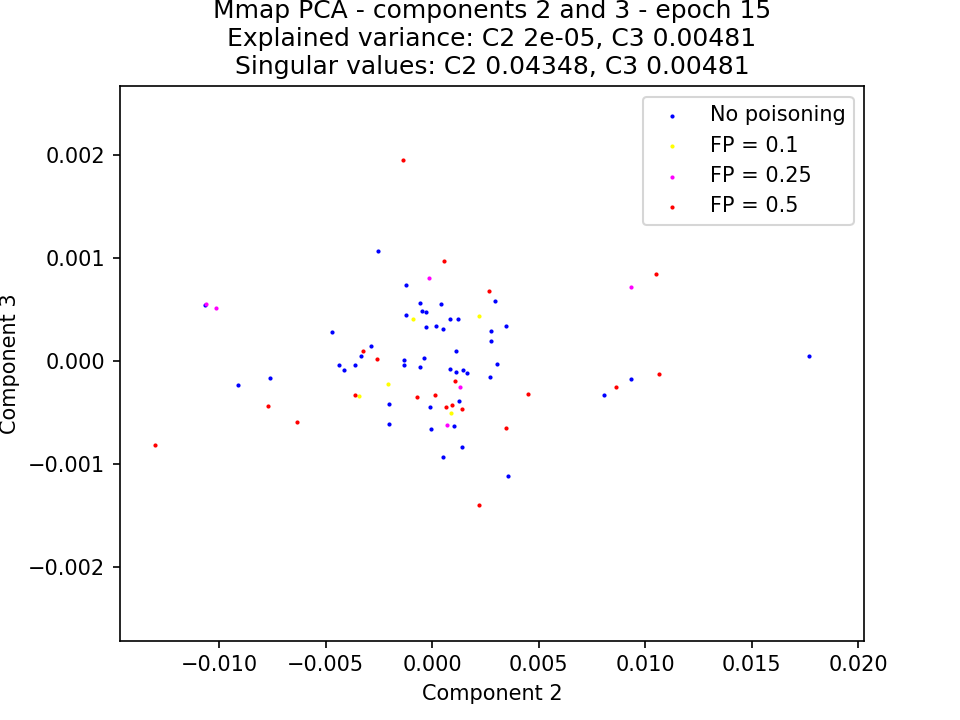 Mmap PCA - components 2 and 3 - epoch 15
Explained variance: C2 2e-05, C3 0.00481
Singular values: C2 0.04348, C3 0.00481
No poisoning
FP = 0.1
FP = 0.25
FP = 0.5
0.002
0.001
0.000
−0.001
−0.002
Component 3
−0.010
−0.005
0.000
0.005
0.010
0.015
0.020
Component 2